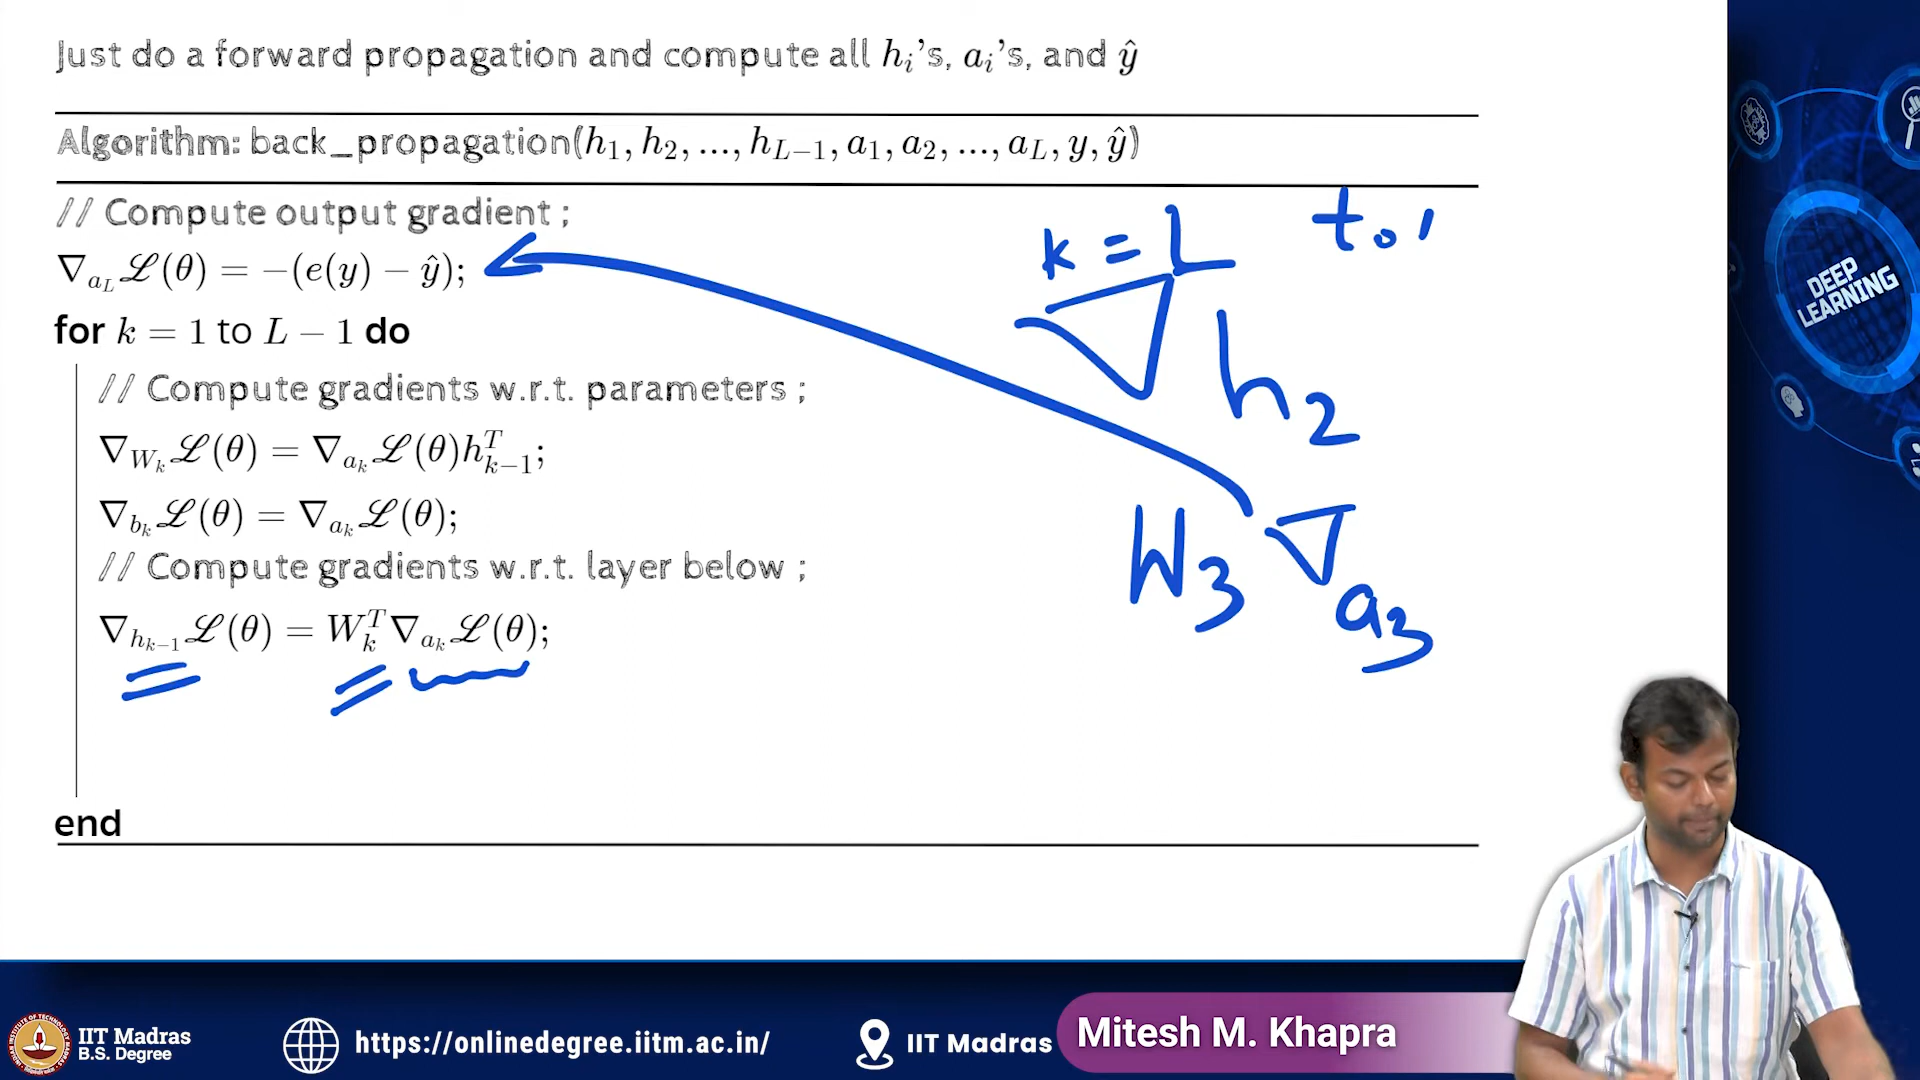 Just do a forward propagation and compute all $h_i$'s, $a_i$'s, and $\hat{y}$
Algorithm: back_propagation($h_1, h_2, ..., h_{L-1}, a_1, a_2, ..., a_L, y, \hat{y}$)
// Compute output gradient ;
$\nabla_{a_L} \mathscr{L}(\theta) = -(e(y) - \hat{y});$
k = L to 1
for $k = 1$ to $L - 1$ do
∇ h2
// Compute gradients w.r.t. parameters ;
$\nabla_{W_k} \mathscr{L}(\theta) = \nabla_{a_k} \mathscr{L}(\theta) h_{k-1}^T;$
$\nabla_{b_k} \mathscr{L}(\theta) = \nabla_{a_k} \mathscr{L}(\theta);$
W3 ∇a3
// Compute gradients w.r.t. layer below ;
$\nabla_{h_{k-1}} \mathscr{L}(\theta) = W_k^T \nabla_{a_k} \mathscr{L}(\theta);$
end
DEEP
LEARNING
IIT Madras
B.S. Degree
https://onlinedegree.iitm.ac.in/
IIT Madras
Mitesh M. Khapra